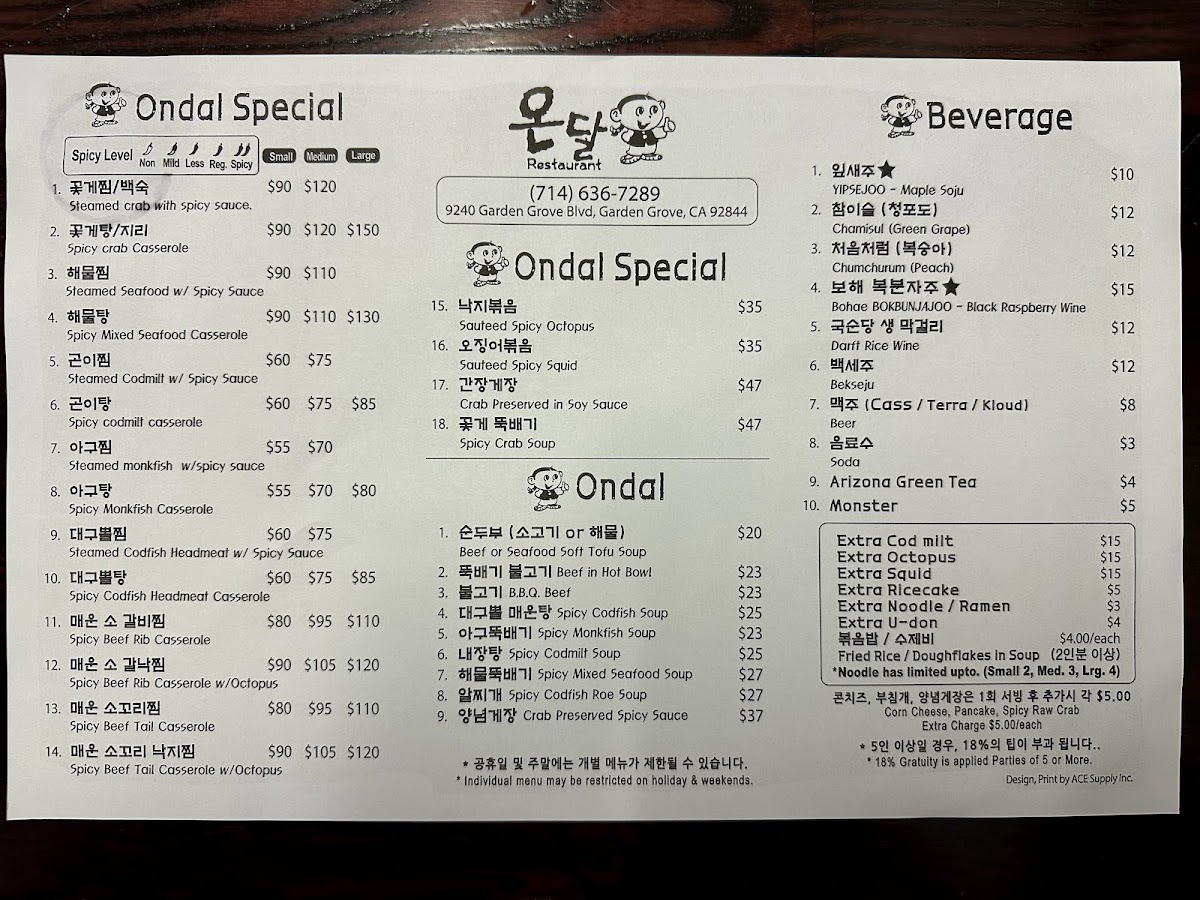 Ondal Special
Spicy Level Non Mild Less Reg. Spicy Small Medium Large
1. 꽃게찜/백숙 $90 $120
Steamed crab with spicy sauce.
2. 꽃게탕/지리 $90 $120 $150
Spicy crab Casserole
3. 해물찜 $90 $110
Steamed Seafood w/ Spicy Sauce
4. 해물탕 $90 $110 $130
Spicy Mixed Seafood Casserole
5. 곤이찜 $60 $75
Steamed Codmilt w/ Spicy Sauce
6. 곤이탕 $60 $75 $85
Spicy codmilt casserole
7. 아구찜 $55 $70
Steamed monkfish w/spicy sauce
8. 아구탕 $55 $70 $80
Spicy Monkfish Casserole
9. 대구뽈찜 $60 $75
Steamed Codfish Headmeat w/ Spicy Sauce
10. 대구뽈탕 $60 $75 $85
Spicy Codfish Headmeat Casserole
11. 매운 소 갈비찜 $80 $95 $110
Spicy Beef Rib Casserole
12. 매운 소 갈낙찜 $90 $105 $120
Spicy Beef Rib Casserole w/Octopus
13. 매운 소꼬리찜 $80 $95 $110
Spicy Beef Tail Casserole
14. 매운 소꼬리 낙지찜 $90 $105 $120
Spicy Beef Tail Casserole w/Octopus
온달
Restaurant
(714) 636-7289
9240 Garden Grove Blvd, Garden Grove, CA 92844
Ondal Special
15. 낙지볶음 $35
Sauteed Spicy Octopus
16. 오징어볶음 $35
Sauteed Spicy Squid
17. 간장게장 $47
Crab Preserved in Soy Sauce
18. 꽃게 뚝배기 $47
Spicy Crab Soup
Ondal
1. 순두부 (소고기 or 해물) $20
Beef or Seafood Soft Tofu Soup
2. 뚝배기 불고기 Beef in Hot Bowl $23
3. 불고기 B.B.Q. Beef $23
4. 대구뽈 매운탕 Spicy Codfish Soup $25
5. 아구뚝배기 Spicy Monkfish Soup $23
6. 내장탕 Spicy Codmilt Soup $25
7. 해물뚝배기 Spicy Mixed Seafood Soup $27
8. 알찌개 Spicy Codfish Roe Soup $27
9. 양념게장 Crab Preserved Spicy Sauce $37
* 공휴일 및 주말에는 개별 메뉴가 제한될 수 있습니다.
* Individual menu may be restricted on holiday & weekends.
Beverage
1. 잎새주★ $10
YIPSEJOO - Maple Soju
2. 참이슬 (청포도) $12
Chamisul (Green Grape)
3. 처음처럼 (복숭아) $12
Chumchurum (Peach)
4. 보해 복분자주★ $15
Bohae BOKBUNJAJOO - Black Raspberry Wine
5. 국순당 생 막걸리 $12
Darft Rice Wine
6. 백세주 $12
Bekseju
7. 맥주 (Cass / Terra / Kloud) $8
Beer
8. 음료수 $3
Soda
9. Arizona Green Tea $4
10. Monster $5
Extra Cod milt $15
Extra Octopus $15
Extra Squid $15
Extra Ricecake $5
Extra Noodle / Ramen $3
Extra U-don $4
볶음밥 / 수제비 $4.00/each
Fried Rice / Doughflakes in Soup (2인분 이상)
*Noodle has limited upto. (Small 2, Med. 3, Lrg. 4)
콘치즈, 부침개, 양념게장은 1회 서빙 후 추가시 각 $5.00
Corn Cheese, Pancake, Spicy Raw Crab
Extra Charge $5.00/each
* 5인 이상일 경우, 18%의 팁이 부과 됩니다..
* 18% Gratuity is applied Parties of 5 or More.
Design, Print by ACE Supply Inc.